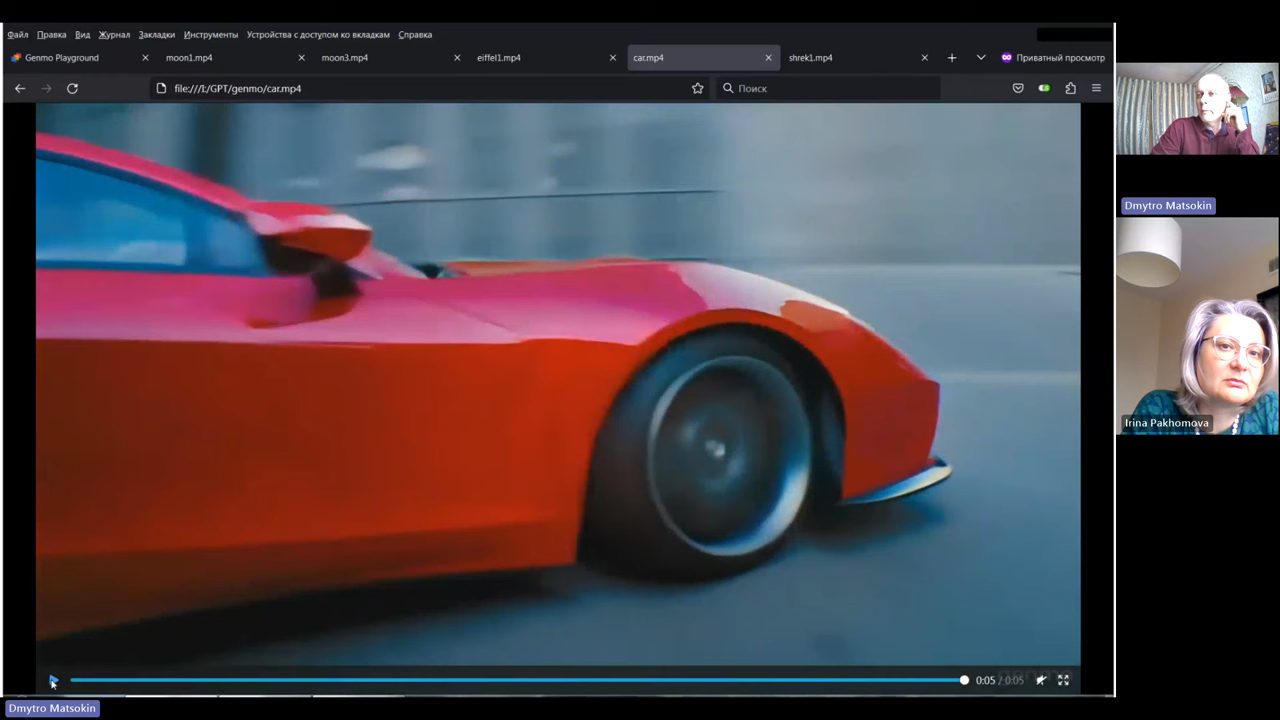 Файл Правка Вид Журнал Закладки Инструменты Устройства с доступом ко вкладкам Справка
Genmo Playground moon1.mp4 moon3.mp4 eiffel1.mp4 car.mp4 shrek1.mp4 Приватный просмотр
file:///I:/GPT/genmo/car.mp4 Поиск
Dmytro Matsokin
Irina Pakhomova
0:05 / 0:05
Dmytro Matsokin